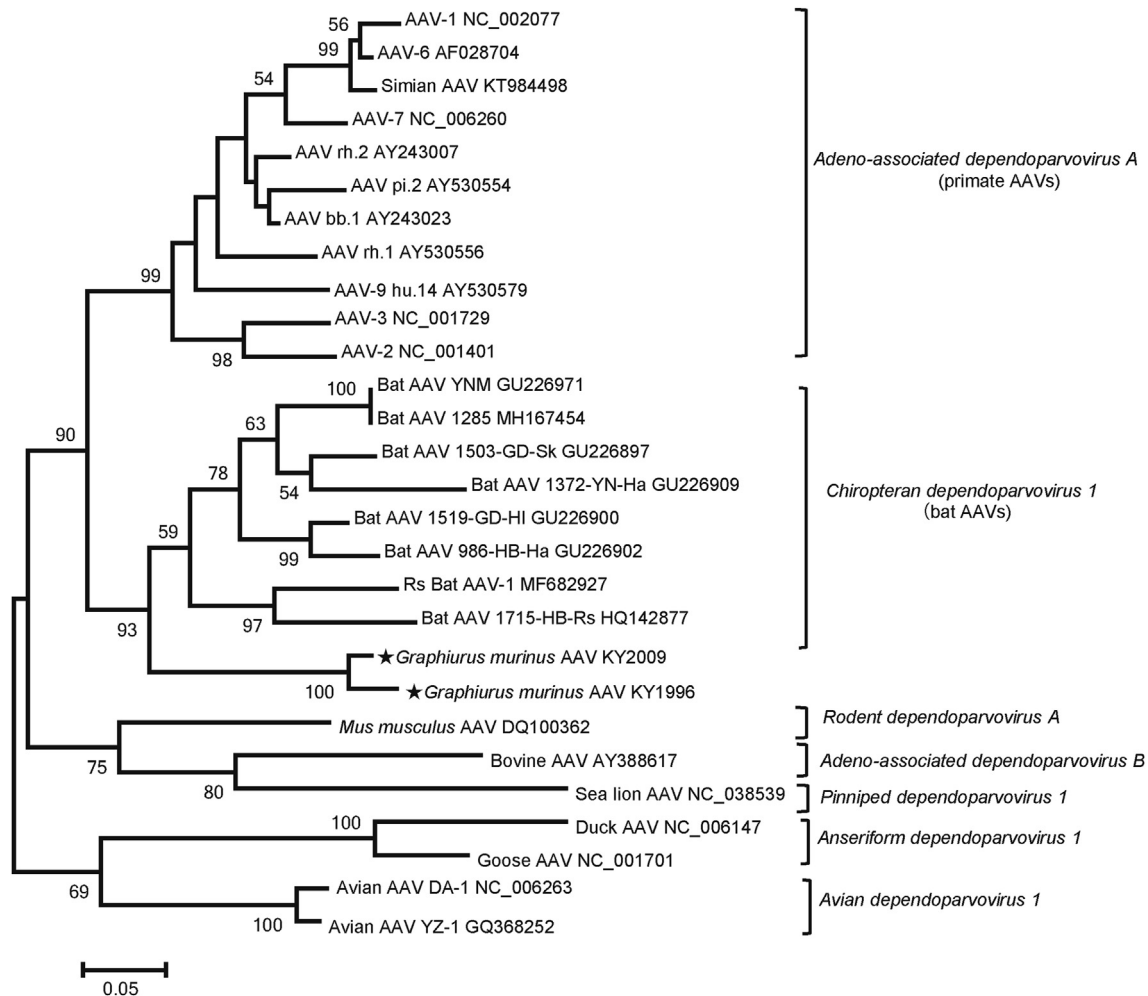 56
AAV-1 NC_002077
99
AAV-6 AF028704
54
Simian AAV KT984498
AAV-7 NC_006260
AAV rh.2 AY243007
AAV pi.2 AY530554
AAV bb.1 AY243023
AAV rh.1 AY530556
99
AAV-9 hu.14 AY530579
AAV-3 NC_001729
98
AAV-2 NC_001401
Adeno-associated dependoparvovirus A
(primate AAVs)
90
100
Bat AAV YNM GU226971
Bat AAV 1285 MH167454
63
Bat AAV 1503-GD-Sk GU226897
78
54
Bat AAV 1372-YN-Ha GU226909
Bat AAV 1519-GD-HI GU226900
59
99
Bat AAV 986-HB-Ha GU226902
Rs Bat AAV-1 MF682927
93
97
Bat AAV 1715-HB-Rs HQ142877
★Graphiurus murinus AAV KY2009
100
★Graphiurus murinus AAV KY1996
Chiropteran dependoparvovirus 1
(bat AAVs)
Mus musculus AAV DQ100362
Rodent dependoparvovirus A
75
Bovine AAV AY388617
Adeno-associated dependoparvovirus B
80
Sea lion AAV NC_038539
Pinniped dependoparvovirus 1
100
Duck AAV NC_006147
Goose AAV NC_001701
Anseriform dependoparvovirus 1
69
Avian AAV DA-1 NC_006263
100
Avian AAV YZ-1 GQ368252
Avian dependoparvovirus 1
0.05